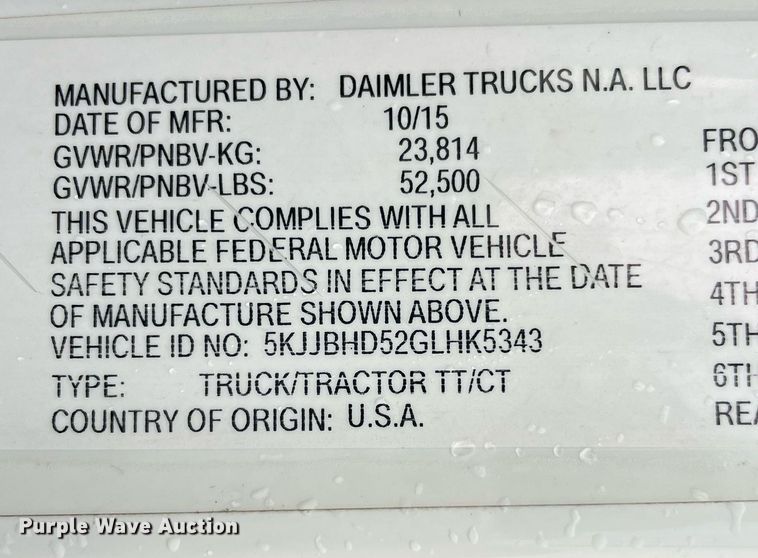 MANUFACTURED BY: DAIMLER TRUCKS N.A. LLC
DATE OF MFR: 10/15
GVWR/PNBV-KG: 23,814
FRO
GVWR/PNBV-LBS: 52,500
1ST
THIS VEHICLE COMPLIES WITH ALL
2ND
APPLICABLE FEDERAL MOTOR VEHICLE
3RD
SAFETY STANDARDS IN EFFECT AT THE DATE
4TH
OF MANUFACTURE SHOWN ABOVE.
5TH
VEHICLE ID NO: 5KJJBHD52GLHK5343
6TH
TYPE: TRUCK/TRACTOR TT/CT
REA
COUNTRY OF ORIGIN: U.S.A.
Purple Wave Auction